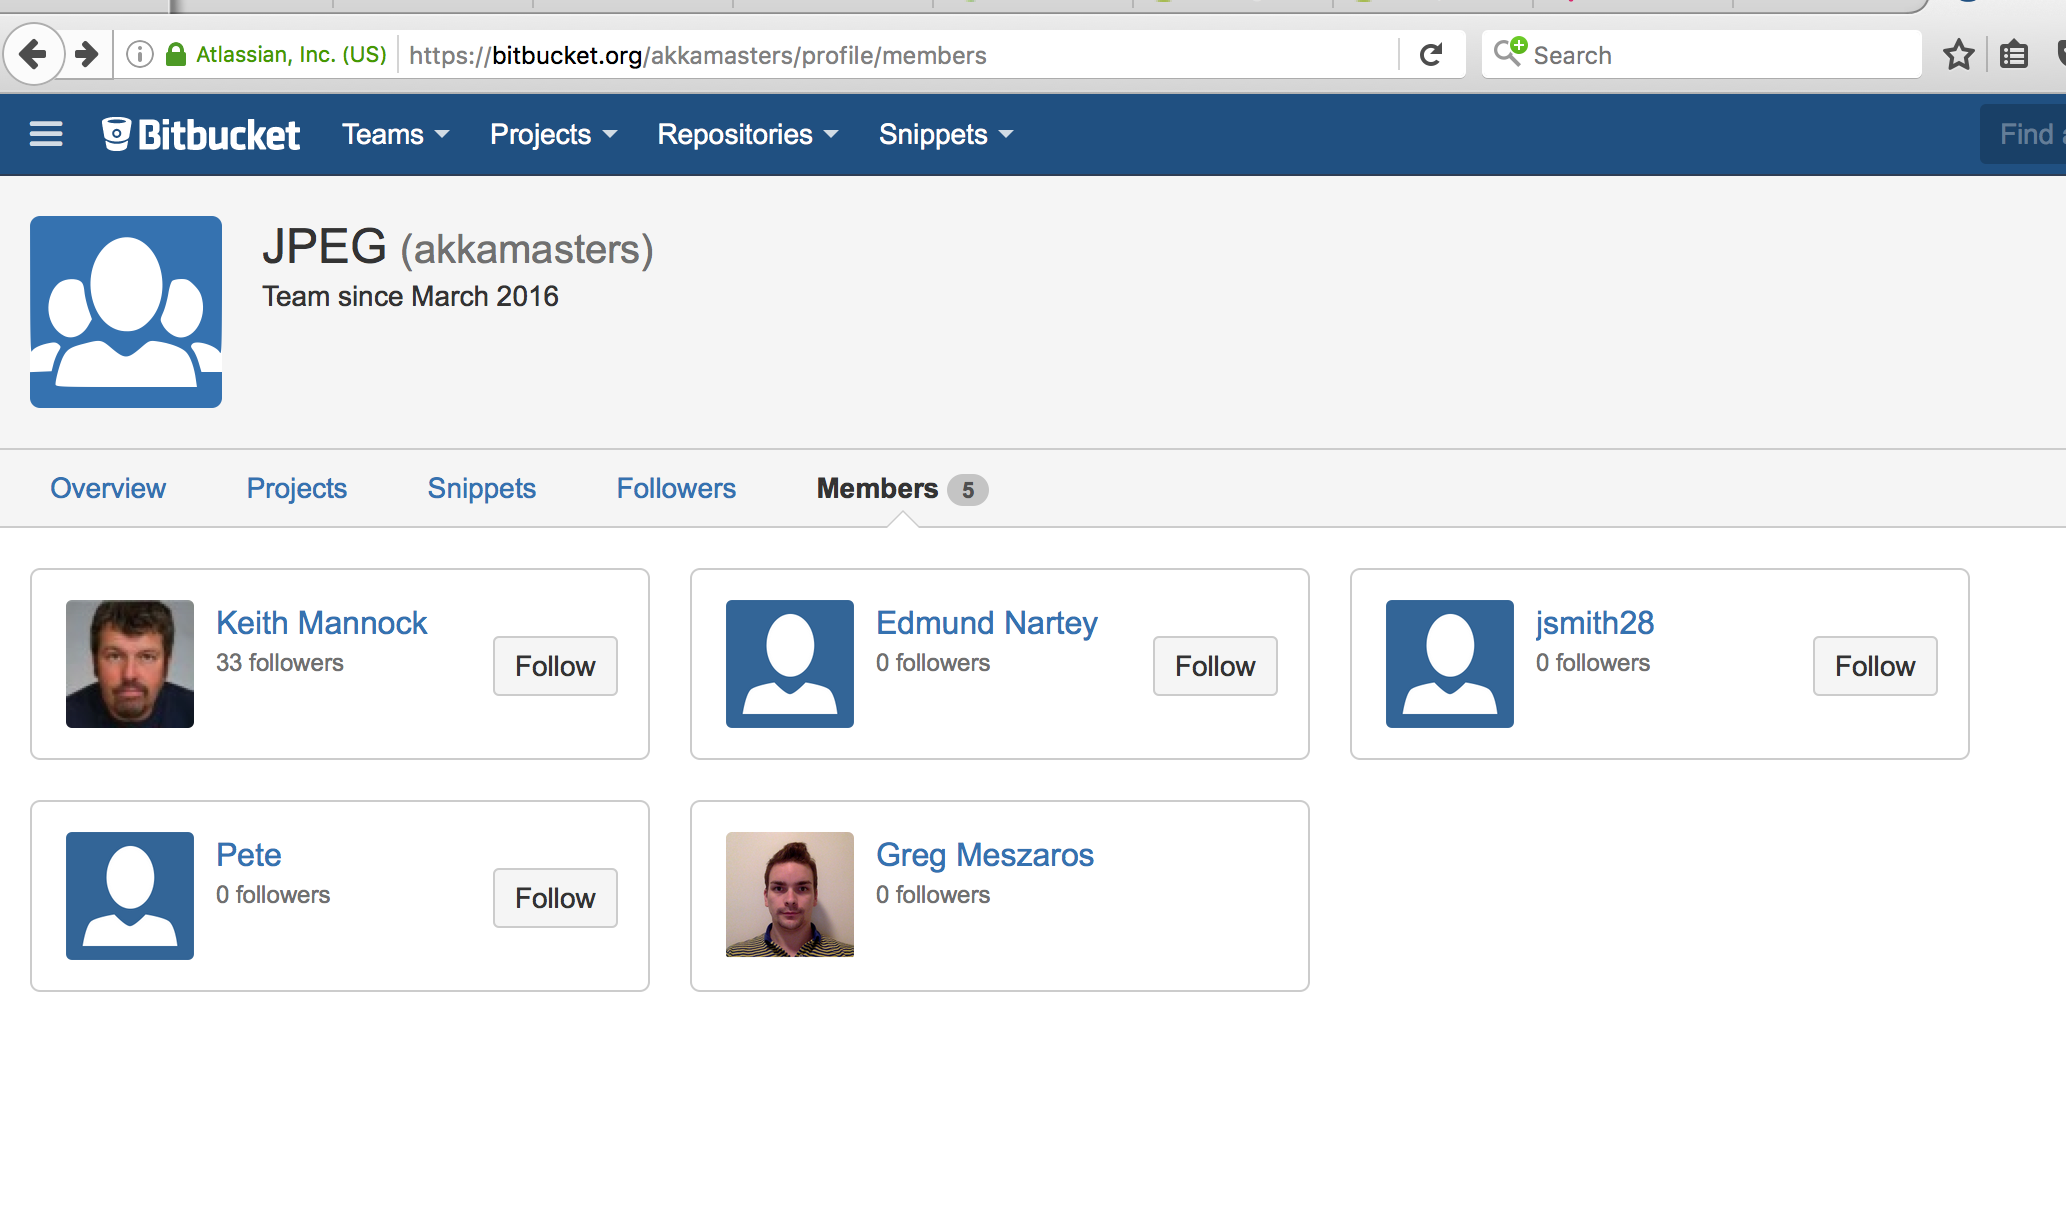 Atlassian, Inc. (US) https://bitbucket.org/akkamasters/profile/members Search
Bitbucket Teams Projects Repositories Snippets Find
JPEG (akkamasters)
Team since March 2016
Overview Projects Snippets Followers Members 5
Keith Mannock
33 followers
Follow
Edmund Nartey
0 followers
Follow
jsmith28
0 followers
Follow
Pete
0 followers
Follow
Greg Meszaros
0 followers